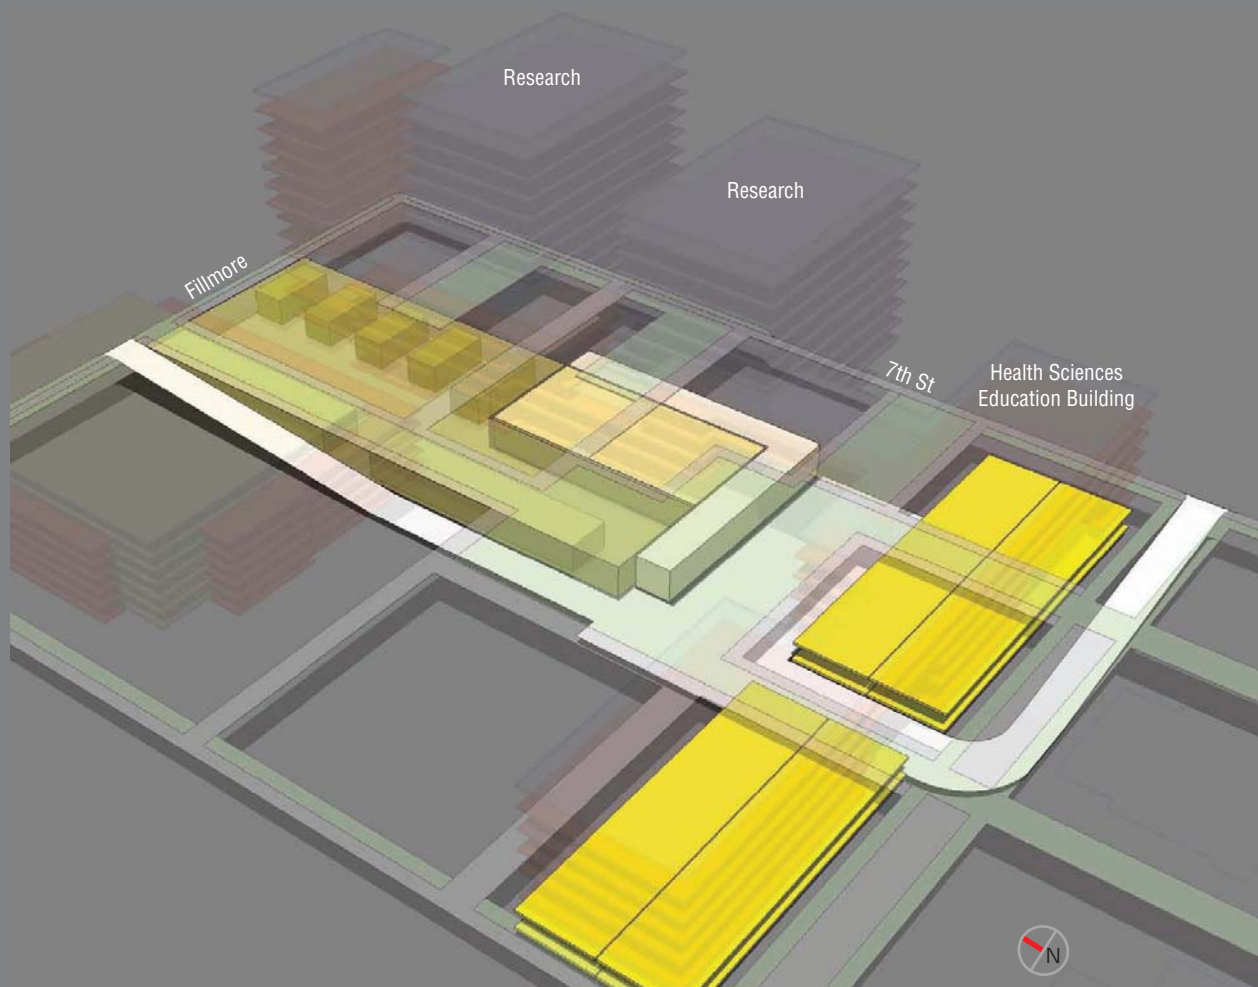 Research
Research
Fillmore
7th St
Health Sciences
Education Building
N